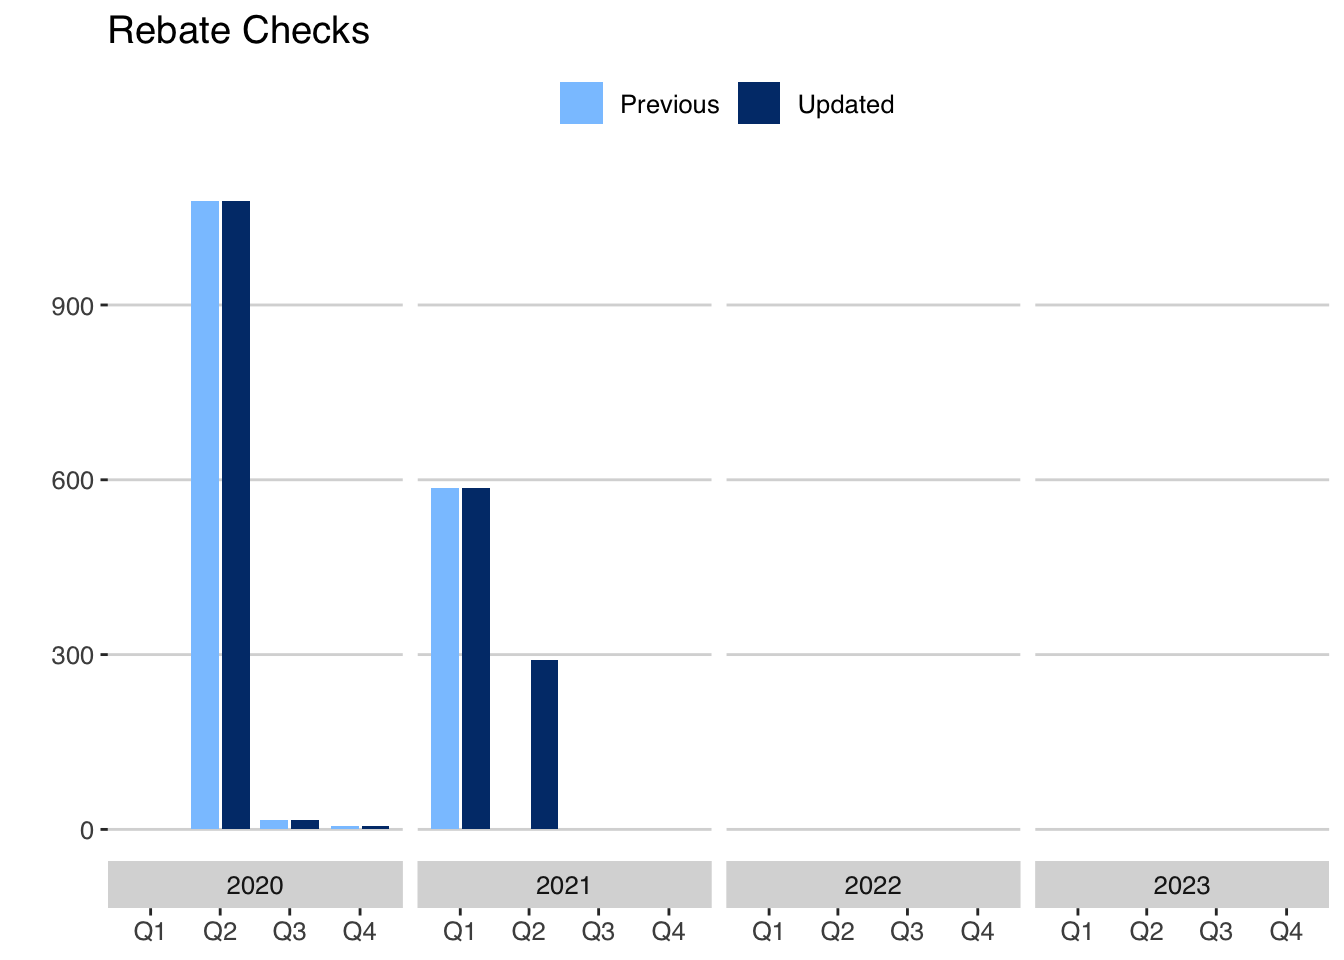 Rebate Checks
Previous Updated
900
600
300
0
2020 2021 2022 2023
Q1 Q2 Q3 Q4 Q1 Q2 Q3 Q4 Q1 Q2 Q3 Q4 Q1 Q2 Q3 Q4